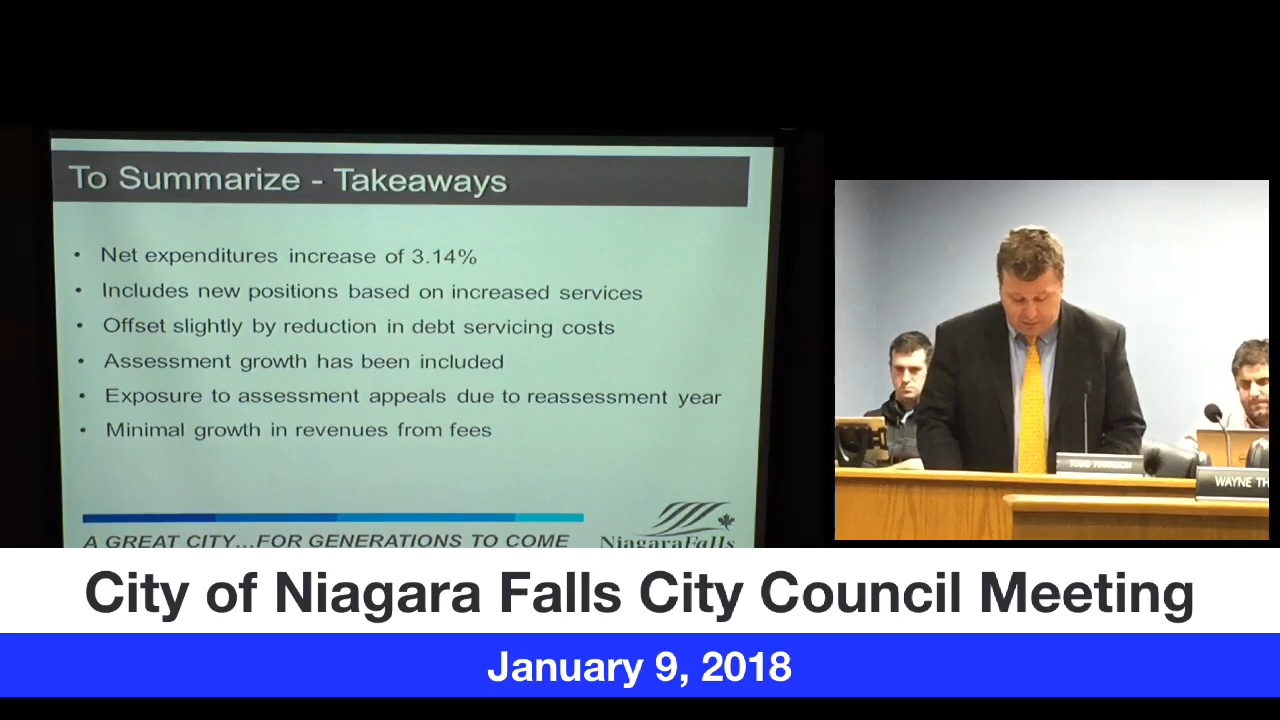 To Summarize - Takeaways
• Net expenditures increase of 3.14%
• Includes new positions based on increased services
• Offset slightly by reduction in debt servicing costs
• Assessment growth has been included
• Exposure to assessment appeals due to reassessment year
• Minimal growth in revenues from fees
A GREAT CITY...FOR GENERATIONS TO COME
NiagaraFalls
WAYNE TH
City of Niagara Falls City Council Meeting
January 9, 2018